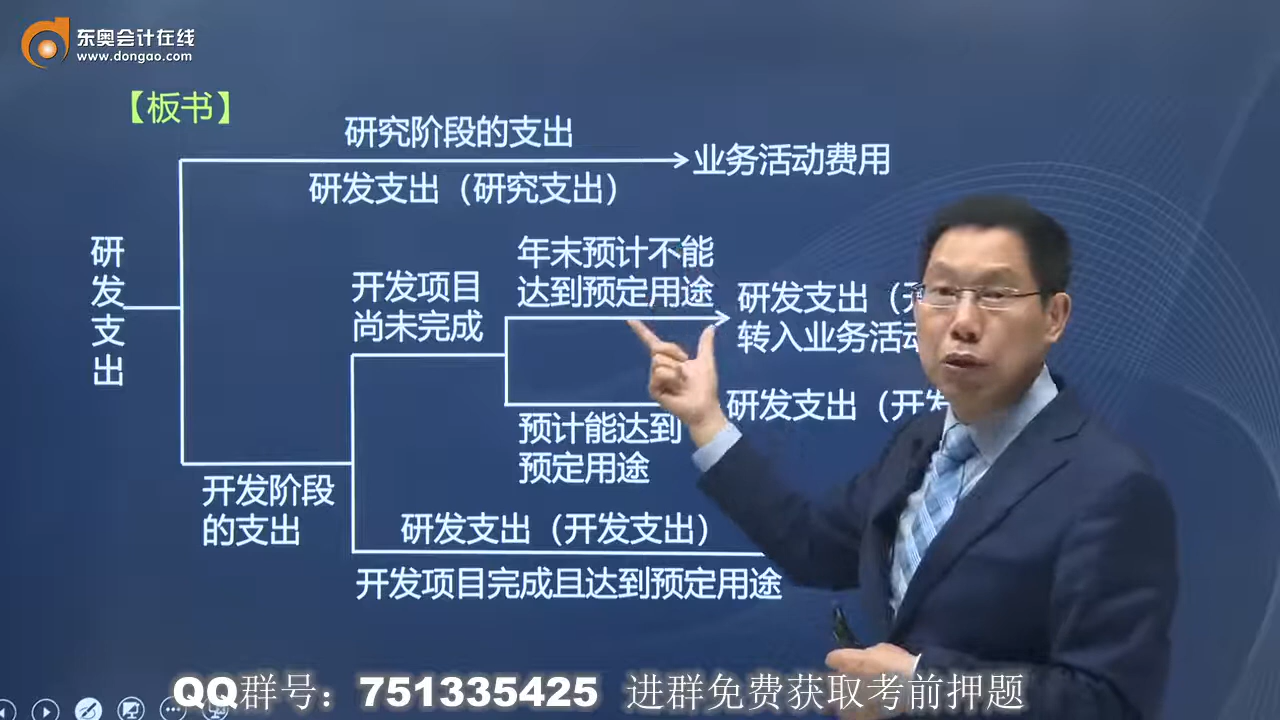 东奥会计在线
www.dongao.com
【板书】
研究阶段的支出
业务活动费用
研发支出（研究支出）
研发支出
年末预计不能
达到预定用途
开发项目
尚未完成
研发支出（开
转入业务活动
研发支出（开发
预计能达到
预定用途
开发阶段
的支出
研发支出（开发支出）
开发项目完成且达到预定用途
QQ群号：751335425 进群免费获取考前押题